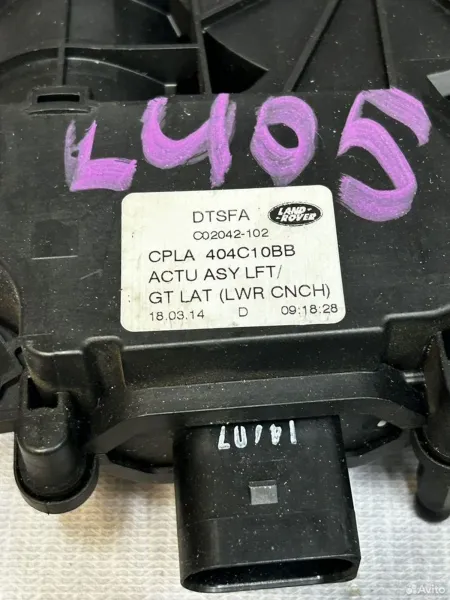 L405
DTSFA
LAND-
ROVER
C02042-102
CPLA 404C10BB
ACTU ASY LFT/
GT LAT (LWR CNCH)
18.03.14 D 09:18:28
14/07
Avito